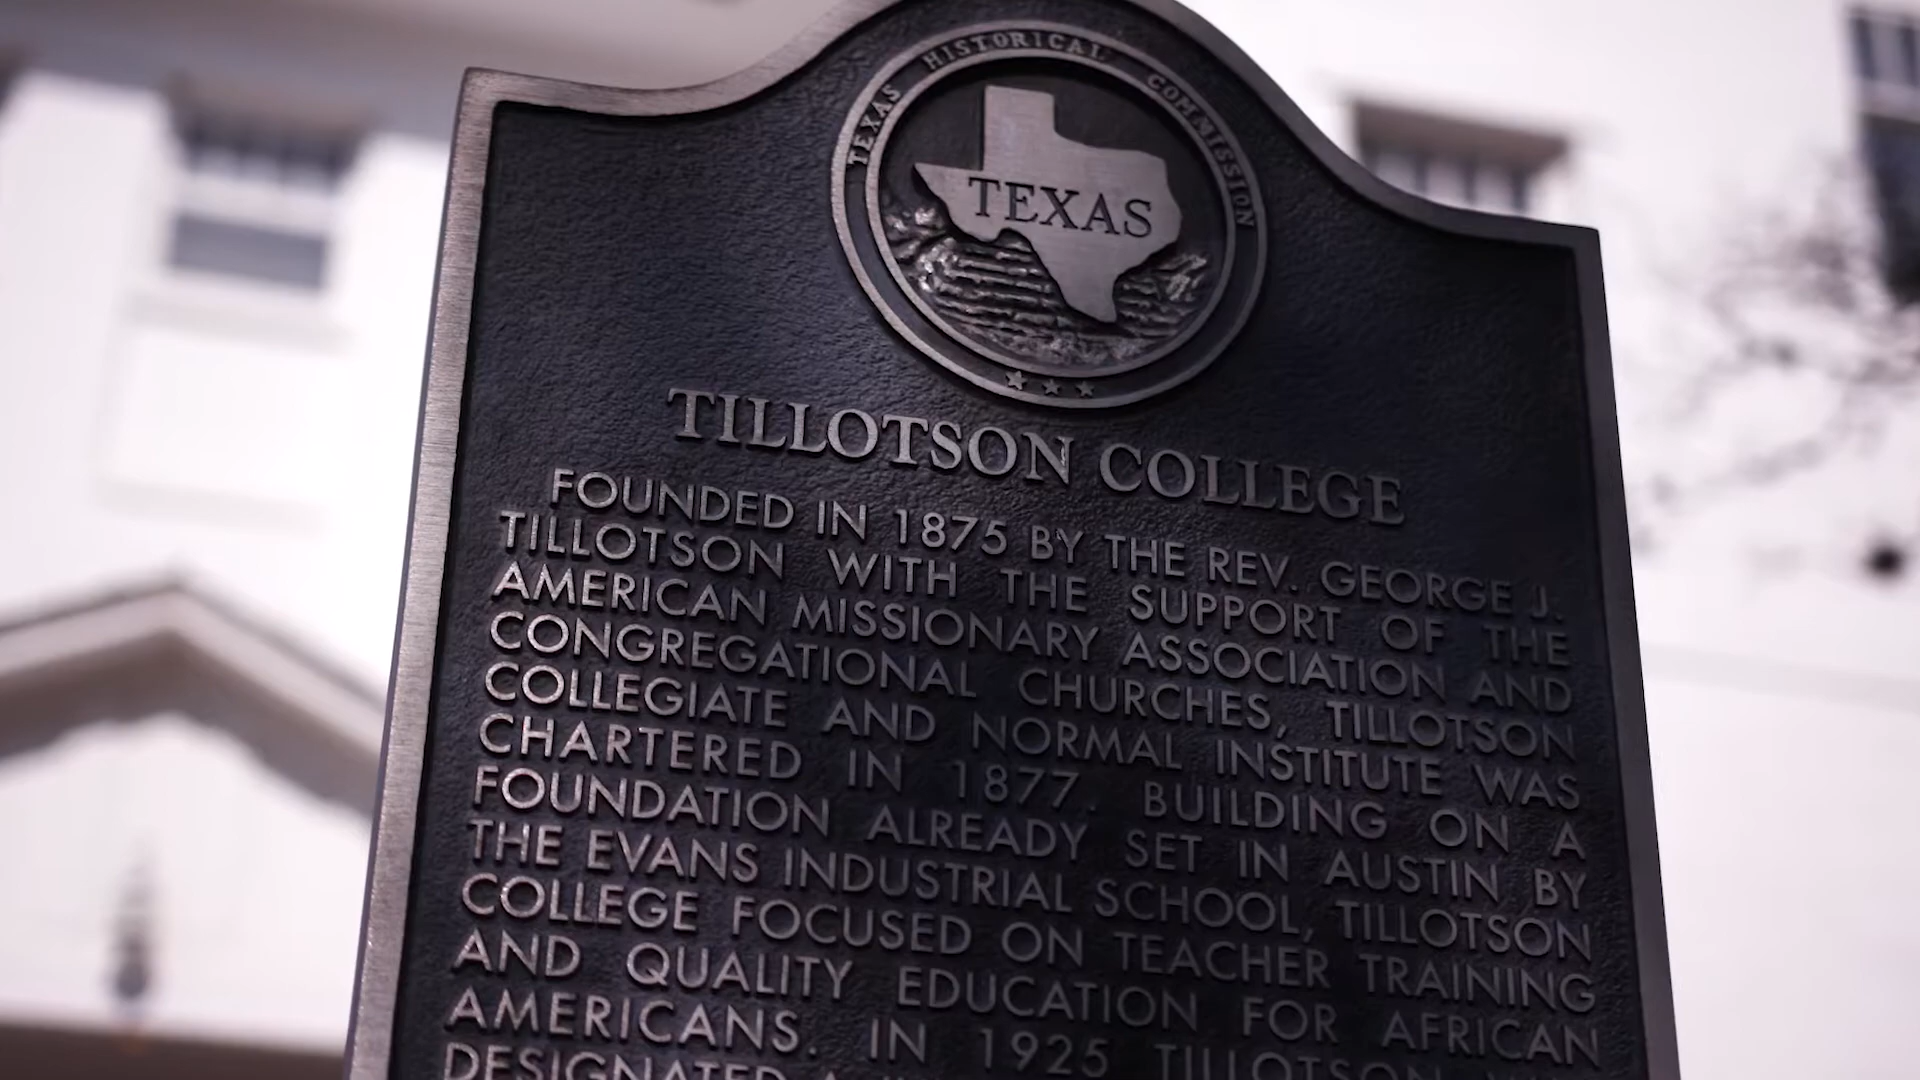 TEXAS HISTORICAL COMMISSION
TEXAS
TILLOTSON COLLEGE
FOUNDED IN 1875 BY THE REV. GEORGE J.
TILLOTSON WITH THE SUPPORT OF THE
AMERICAN MISSIONARY ASSOCIATION AND
CONGREGATIONAL CHURCHES, TILLOTSON
COLLEGIATE AND NORMAL INSTITUTE WAS
CHARTERED IN 1877. BUILDING ON A
FOUNDATION ALREADY SET IN AUSTIN BY
THE EVANS INDUSTRIAL SCHOOL, TILLOTSON
COLLEGE FOCUSED ON TEACHER TRAINING
AND QUALITY EDUCATION FOR AFRICAN
AMERICANS. IN 1925 TILLOTSON
DESIGNATED A